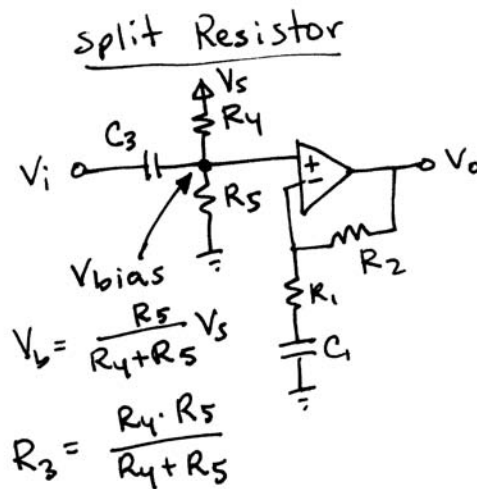 split Resistor
Vs
R4
C3
Vi
+
-
Vo
R5
R2
Vbias
R1
C1
Vb = R5 / R4+R5 Vs
R3 = R4·R5 / R4+R5